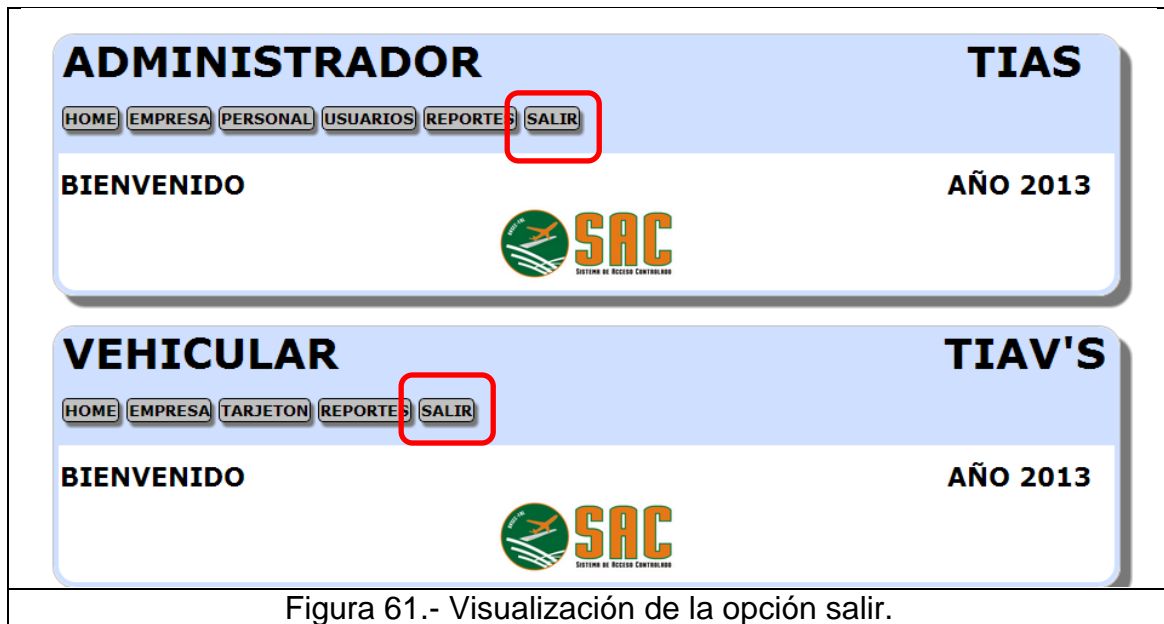 ADMINISTRADOR TIAS
HOME EMPRESA PERSONAL USUARIOS REPORTES SALIR
BIENVENIDO AÑO 2013
SAC
SISTEMA DE ACCESO CONTROLADO
VEHICULAR TIAV'S
HOME EMPRESA TARJETON REPORTES SALIR
BIENVENIDO AÑO 2013
SAC
SISTEMA DE ACCESO CONTROLADO
Figura 61.- Visualización de la opción salir.